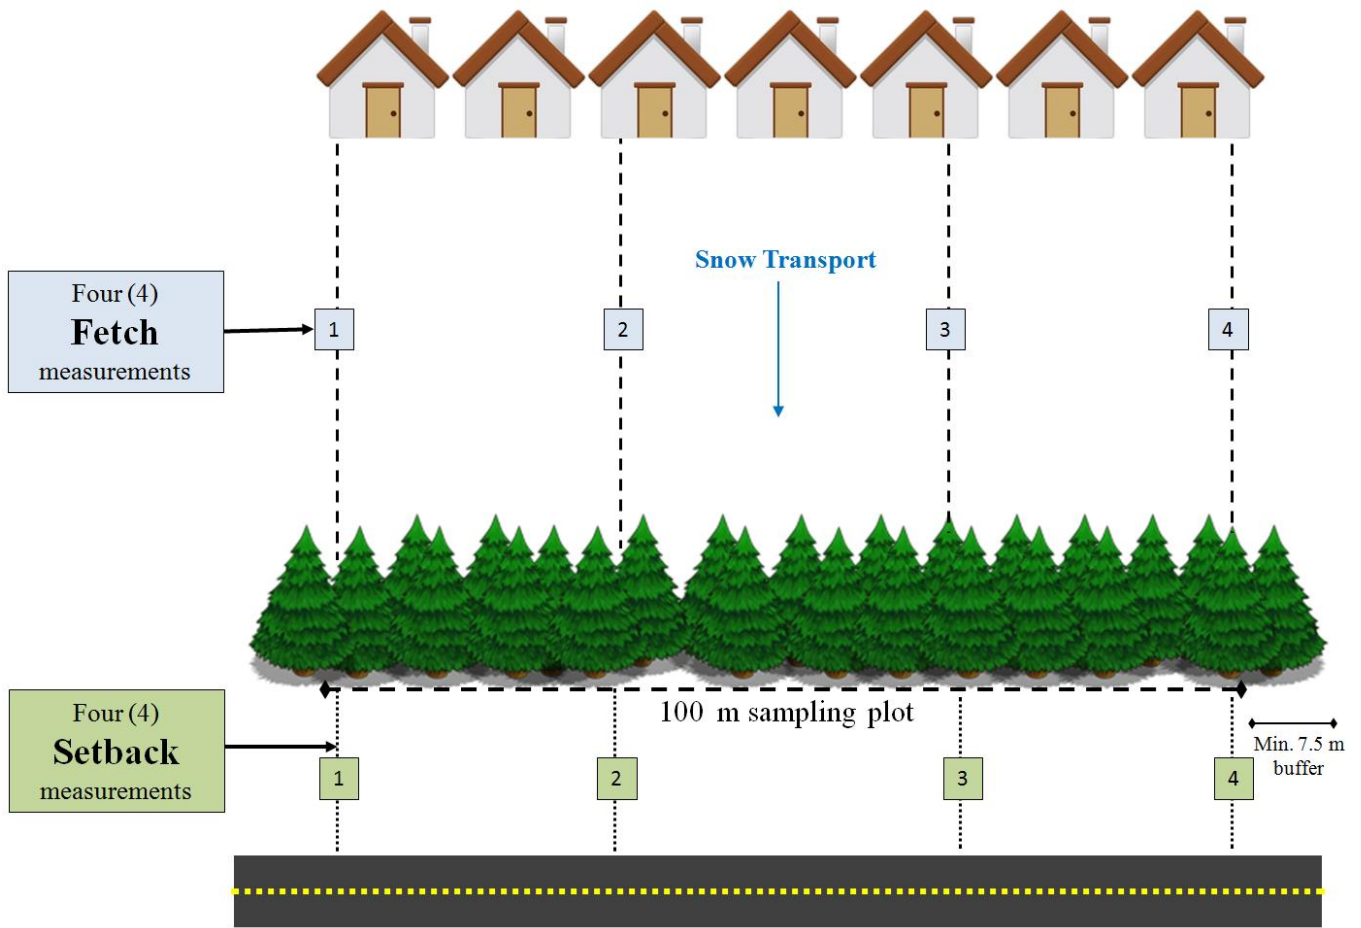 Snow Transport
Four (4)
Fetch
measurements
1
2
3
4
100 m sampling plot
Four (4)
Setback
measurements
Min. 7.5 m
buffer
1
2
3
4